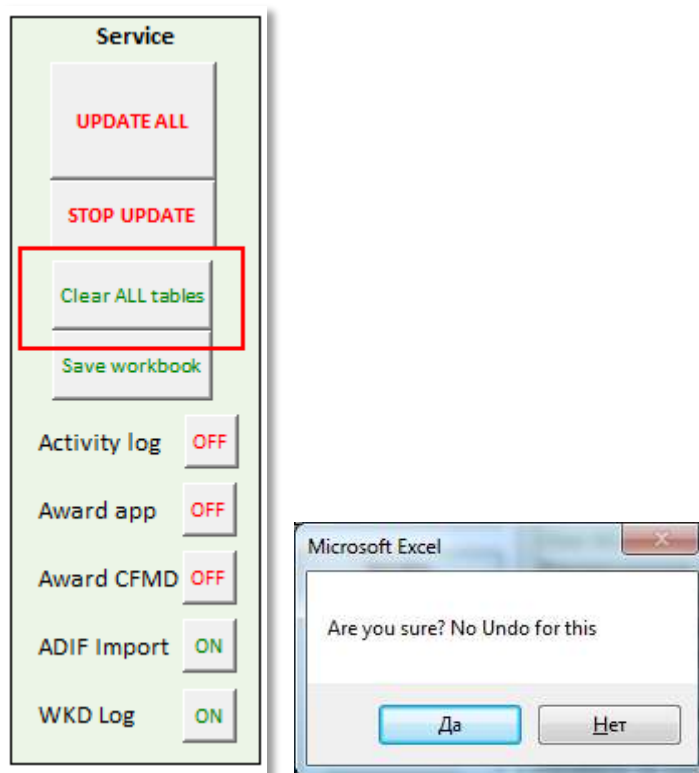 Service
UPDATE ALL
STOP UPDATE
Clear ALL tables
Save workbook
Activity log OFF
Award app OFF
Award CFMD OFF
ADIF Import ON
WKD Log ON
Microsoft Excel
Are you sure? No Undo for this
Да Нет